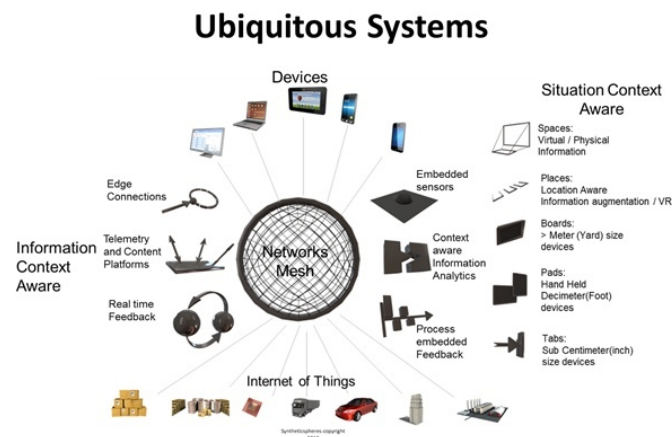 Ubiquitous Systems
Devices
Situation Context
Aware
Spaces:
Virtual / Physical
Information
Edge
Connections
Embedded
sensors
Places:
Location Aware
Information augmentation / VR
Information
Context
Aware
Telemetry
and Content
Platforms
Networks
Mesh
Context
aware
Information
Analytics
Boards:
> Meter (Yard) size
devices
Real time
Feedback
Process
embedded
Feedback
Pads:
Hand Held
Decimeter(Foot)
devices
Tabs:
Sub Centimeter(inch)
size devices
Internet of Things
Syntheticspheres copyright